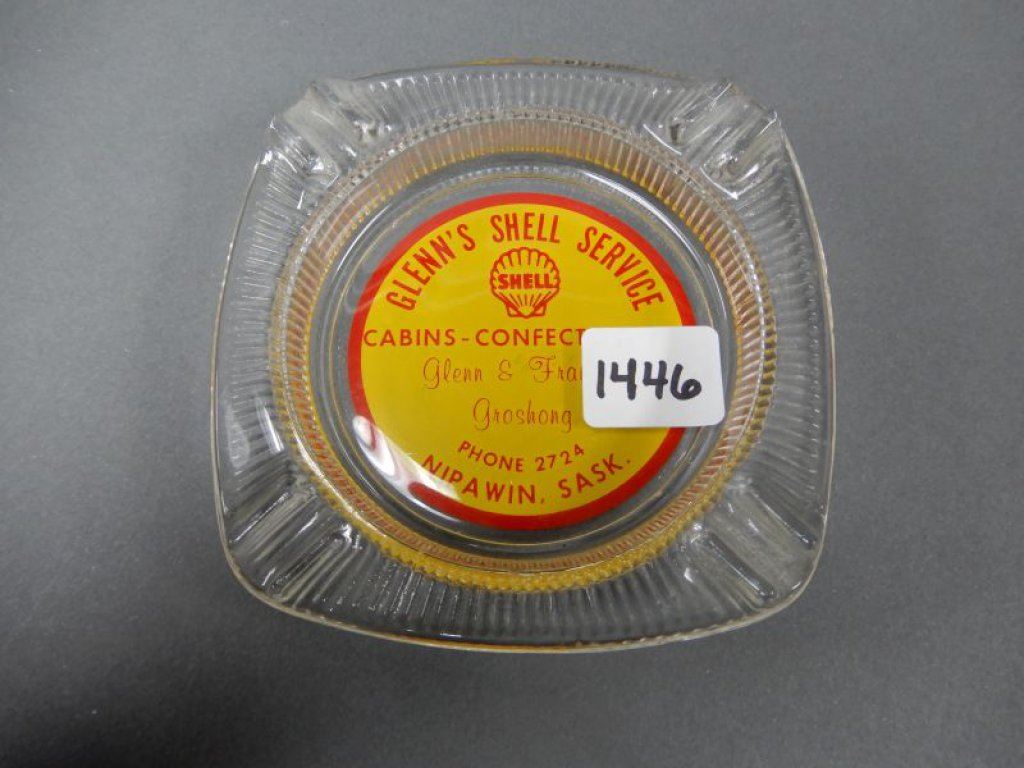 GLENN'S SHELL SERVICE
SHELL
CABINS - CONFECT
1446
Glenn & Fra
Groshong
PHONE 2724
NIPAWIN, SASK.